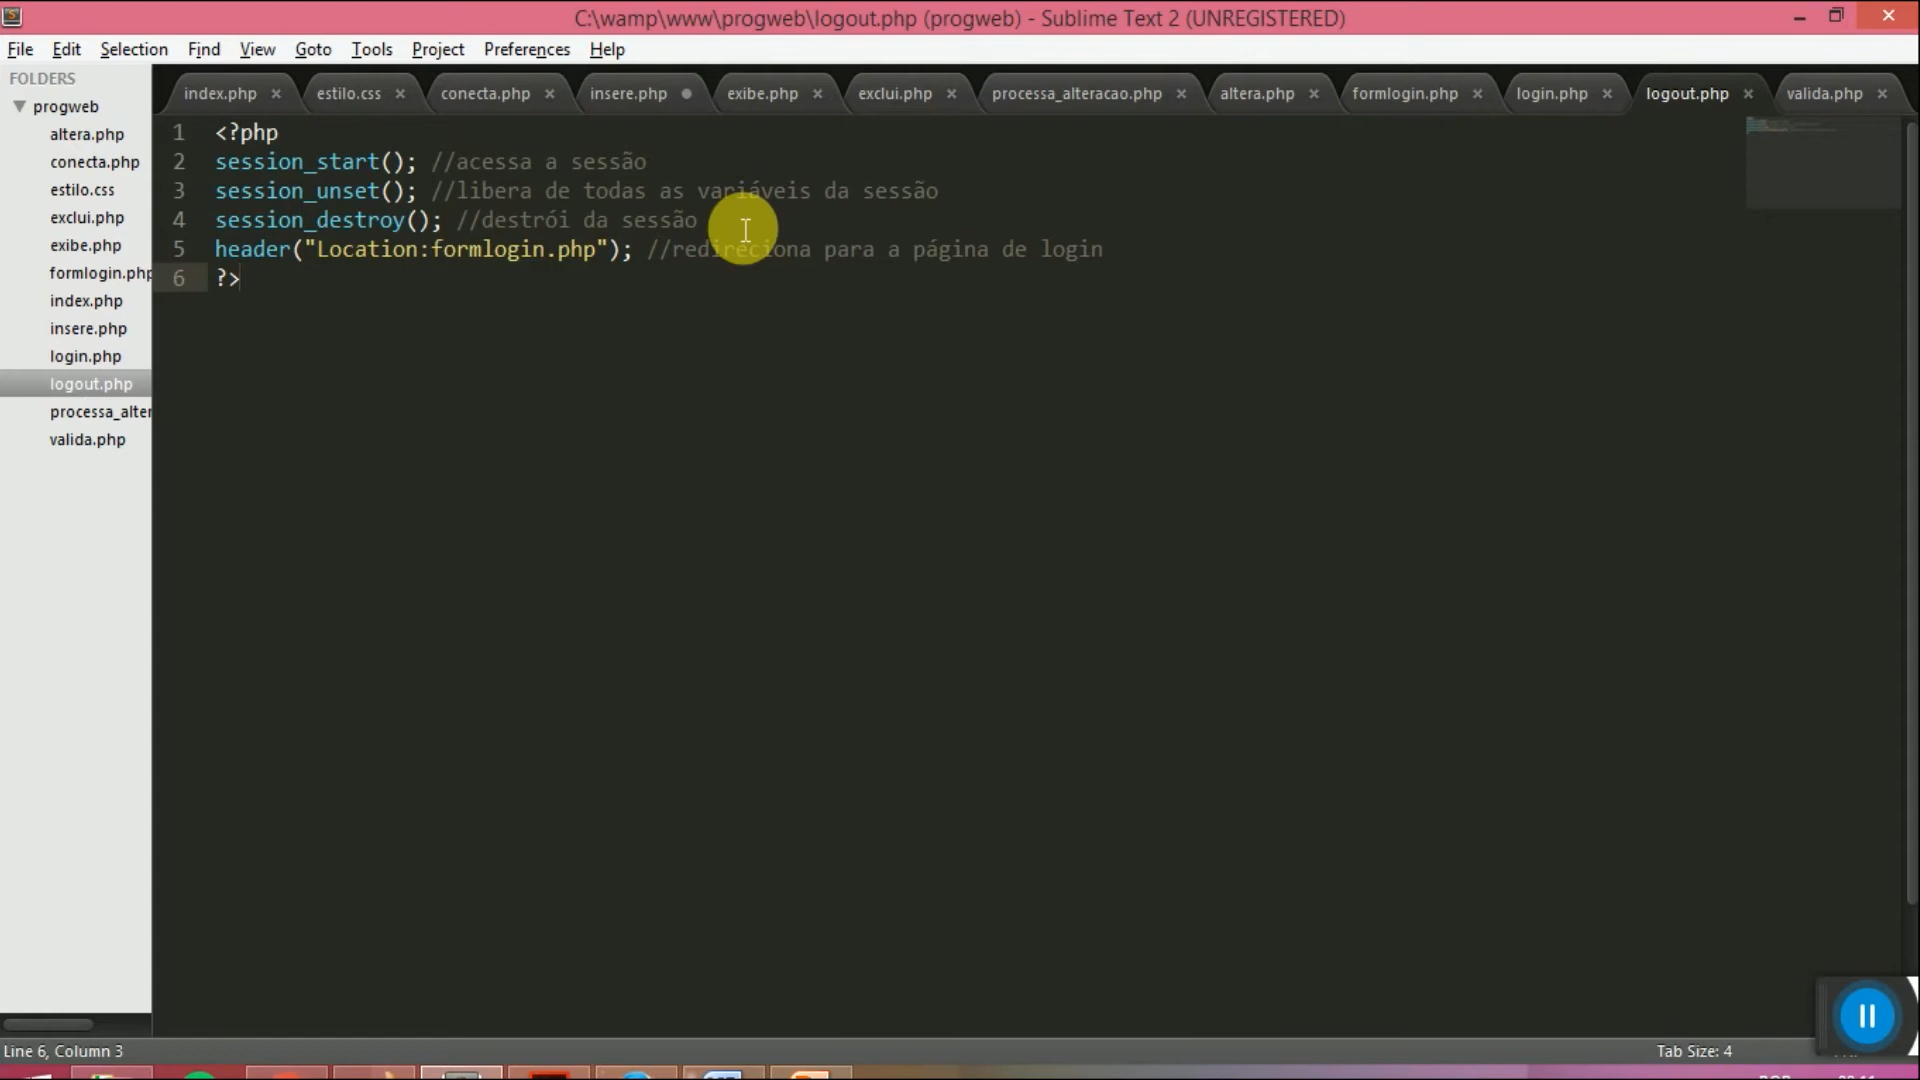 C:\wamp\www\progweb\logout.php (progweb) - Sublime Text 2 (UNREGISTERED)
File Edit Selection Find View Goto Tools Project Preferences Help
FOLDERS
progweb
altera.php
conecta.php
estilo.css
exclui.php
exibe.php
formlogin.php
index.php
insere.php
login.php
logout.php
processa_alter
valida.php
index.php estilo.css conecta.php insere.php exibe.php exclui.php processa_alteracao.php altera.php formlogin.php login.php logout.php valida.php
1 <?php
2 session_start(); //acessa a sessão
3 session_unset(); //libera de todas as variáveis da sessão
4 session_destroy(); //destrói da sessão
5 header("Location:formlogin.php"); //redireciona para a página de login
6 ?>
Line 6, Column 3
Tab Size: 4